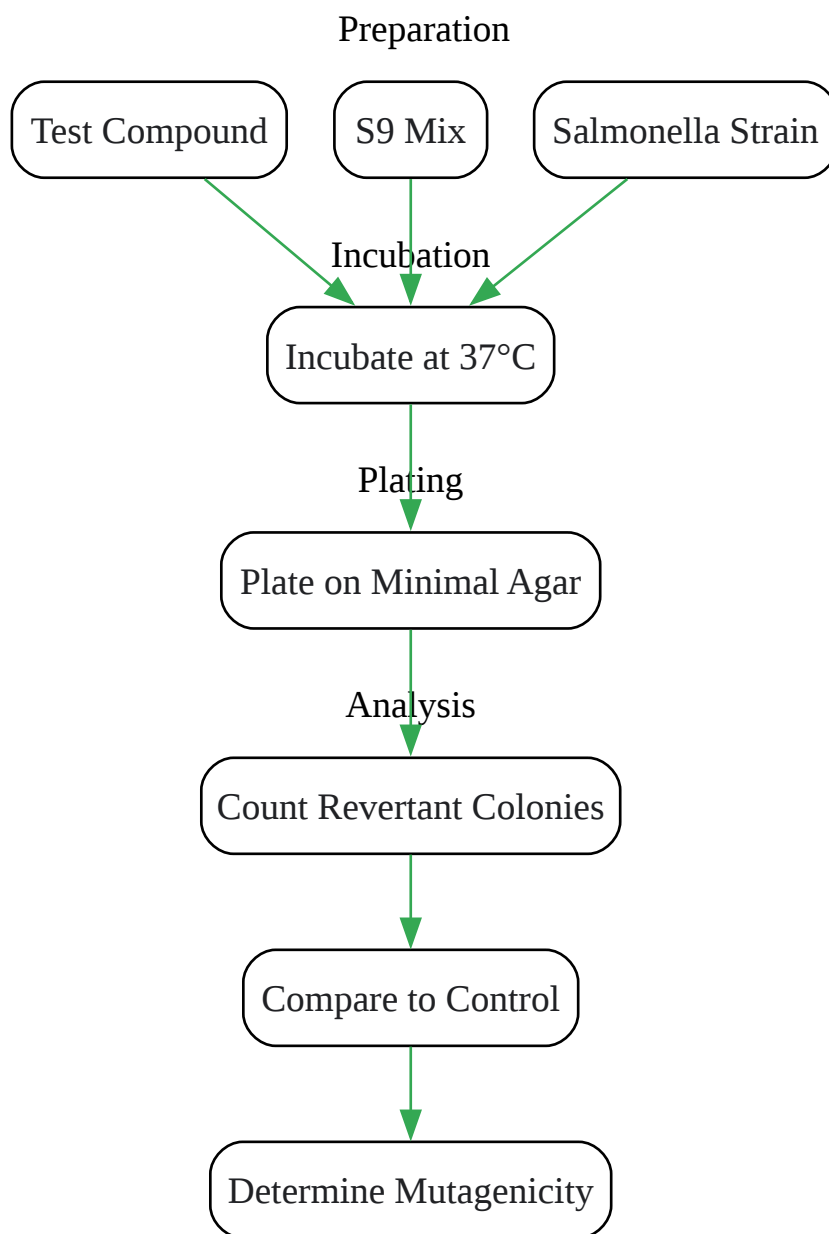 Preparation
Test Compound
S9 Mix
Salmonella Strain
Incubation
Incubate at 37°C
Plating
Plate on Minimal Agar
Analysis
Count Revertant Colonies
Compare to Control
Determine Mutagenicity